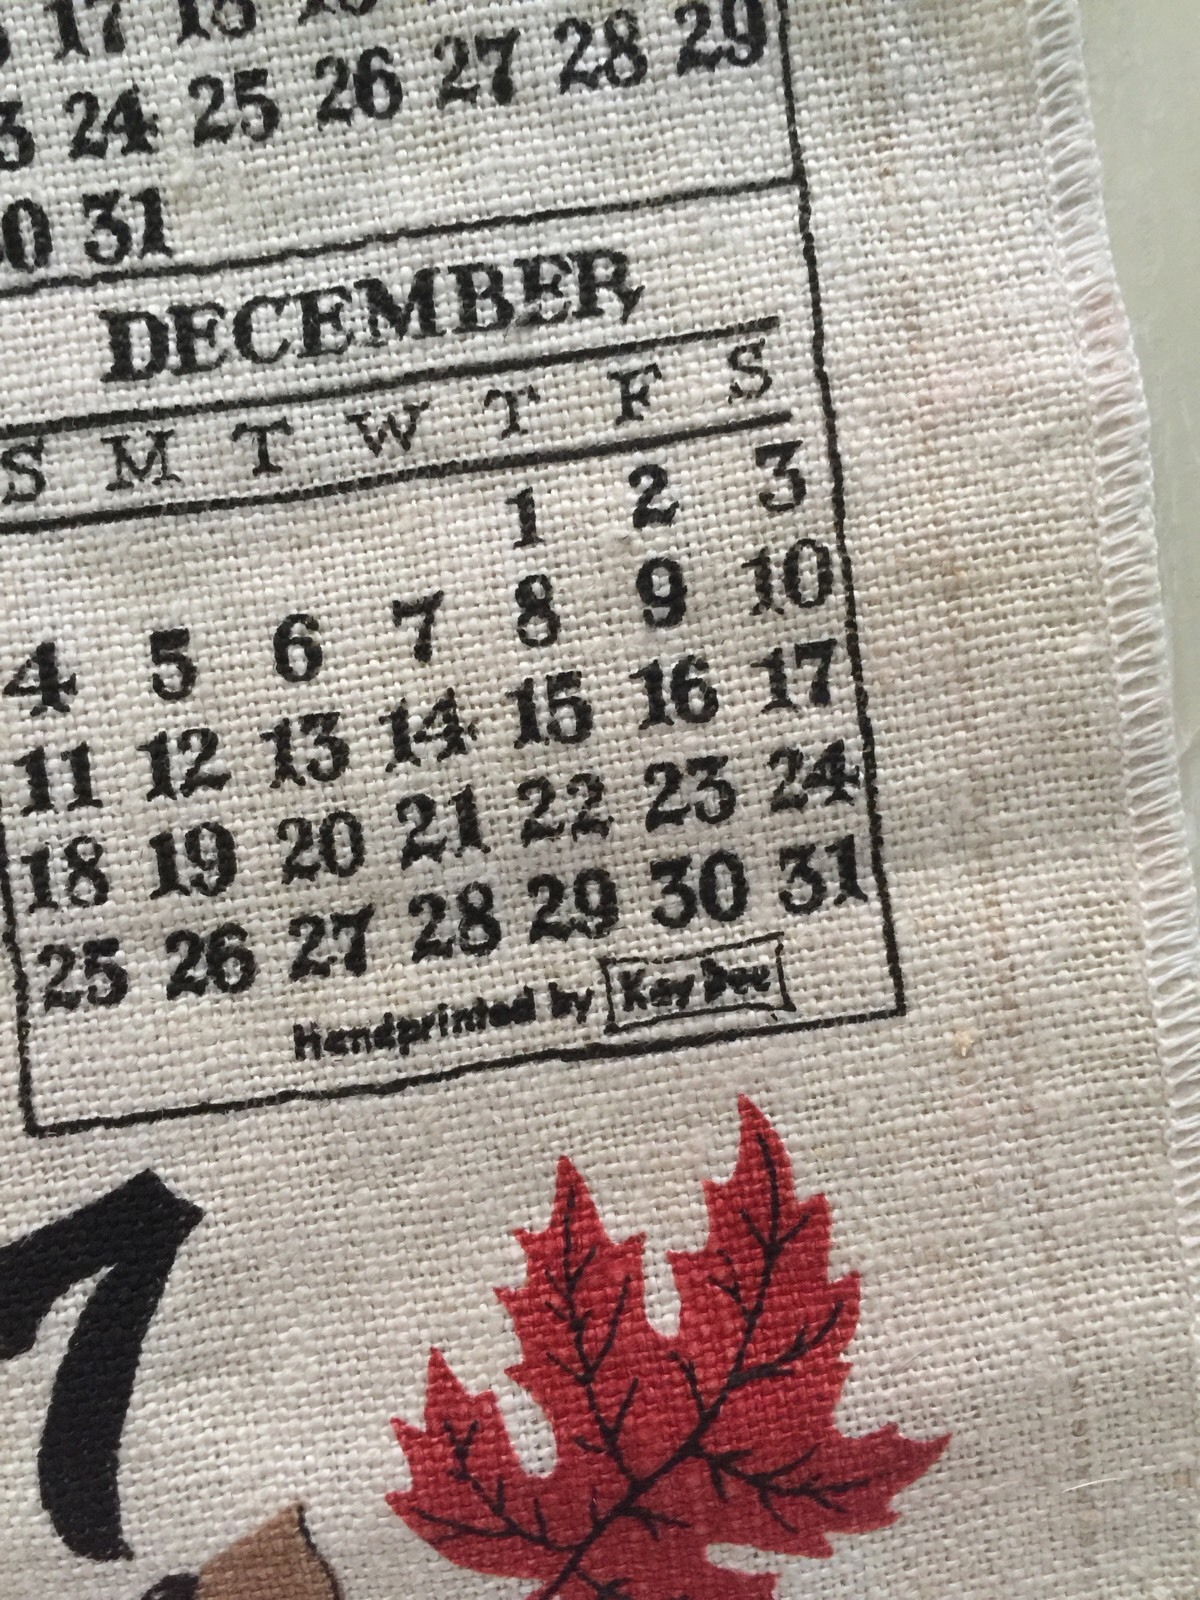 17 18 19
24 25 26 27 28 29
31
DECEMBER
S M T W T F S
1 2 3
4 5 6 7 8 9 10
11 12 13 14 15 16 17
18 19 20 21 22 23 24
25 26 27 28 29 30 31
Handprinted by Kay Dee
7